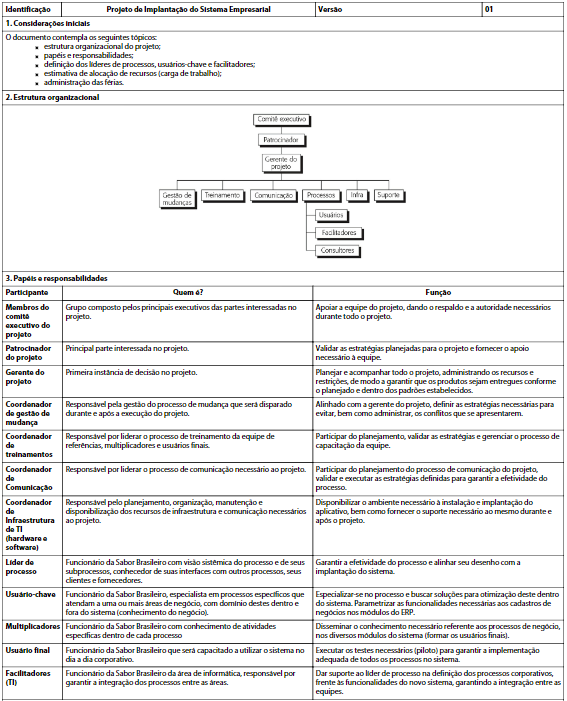 Identificação Projeto de Implantação do Sistema Empresarial Versão 01
1. Considerações iniciais
O documento contempla os seguintes tópicos:
estrutura organizacional do projeto;
papéis e responsabilidades;
definição dos líderes de processos, usuários-chave e facilitadores;
estimativa de alocação de recursos (carga de trabalho);
administração das férias.
2. Estrutura organizacional
Comitê executivo
Patrocinador
Gerente do
projeto
Gestão de
mudanças
Treinamento
Comunicação
Processos
Infra
Suporte
Usuários
Facilitadores
Consultores
3. Papéis e responsabilidades
Participante Quem é? Função
Membros do
comitê
executivo do
projeto
Grupo composto pelos principais executivos das partes interessadas no
projeto.
Apoiar a equipe do projeto, dando o respaldo e a autoridade necessários
durante todo o projeto.
Patrocinador
do projeto
Principal parte interessada no projeto.
Validar as estratégias planejadas para o projeto e fornecer o apoio
necessário à equipe.
Gerente do
projeto
Primeira instância de decisão no projeto.
Planejar e acompanhar todo o projeto, administrando os recursos e
restrições, de modo a garantir que os produtos sejam entregues conforme
o planejado e dentro dos padrões estabelecidos.
Coordenador
de gestão de
mudança
Responsável pela gestão do processo de mudança que será disparado
durante e após a execução do projeto.
Alinhado com a gerente do projeto, definir as estratégias necessárias para
evitar, bem como administrar, os conflitos que se apresentarem.
Coordenador
de
treinamentos
Responsável por liderar o processo de treinamento da equipe de
referências, multiplicadores e usuários finais.
Participar do planejamento, validar as estratégias e gerenciar o processo de
capacitação da equipe.
Coordenador
de
Comunicação
Responsável por liderar o processo de comunicação necessário ao projeto.
Participar do planejamento do processo de comunicação do projeto,
validar e executar as estratégias definidas para garantir a efetividade do
processo.
Coordenador
de
Infraestrutura
de TI
(hardware e
software)
Responsável pelo planejamento, organização, manutenção e
disponibilização dos recursos de infraestrutura e comunicação necessários
ao projeto.
Disponibilizar o ambiente necessário à instalação e implantação do
aplicativo, bem como fornecer o suporte necessário ao mesmo durante e
após o projeto.
Líder de
processo
Funcionário da Sabor Brasileiro com visão sistêmica do processo e de seus
subprocessos, conhecedor de suas interfaces com outros processos, seus
clientes e fornecedores.
Garantir a efetividade do processo e alinhar seu desenho com a
implantação do sistema.
Usuário-chave
Funcionário da Sabor Brasileiro, especialista em processos específicos que
atendam a uma ou mais áreas de negócio, com domínio destes dentro e
fora do sistema (conhecimento do negócio).
Especializar-se no processo e buscar soluções para otimização deste dentro
do sistema. Parametrizar as funcionalidades necessárias aos cadastros de
negócios nos módulos do ERP.
Multiplicadores
Funcionário da Sabor Brasileiro com conhecimento de atividades
específicas dentro de cada processo
Disseminar o conhecimento necessário referente aos processos de negócio,
nos diversos módulos do sistema (formar os usuários finais).
Usuário final
Funcionário da Sabor Brasileiro que será capacitado a utilizar o sistema no
dia a dia corporativo.
Executar os testes necessários (piloto) para garantir a implementação
adequada de todos os processos no sistema.
Facilitadores
(TI)
Funcionário da Sabor Brasileiro da área de informática, responsável por
garantir a integração dos processos entre as áreas.
Dar suporte ao líder de processo na definição dos processos corporativos,
frente às funcionalidades do novo sistema, garantindo a integração entre as
equipes.